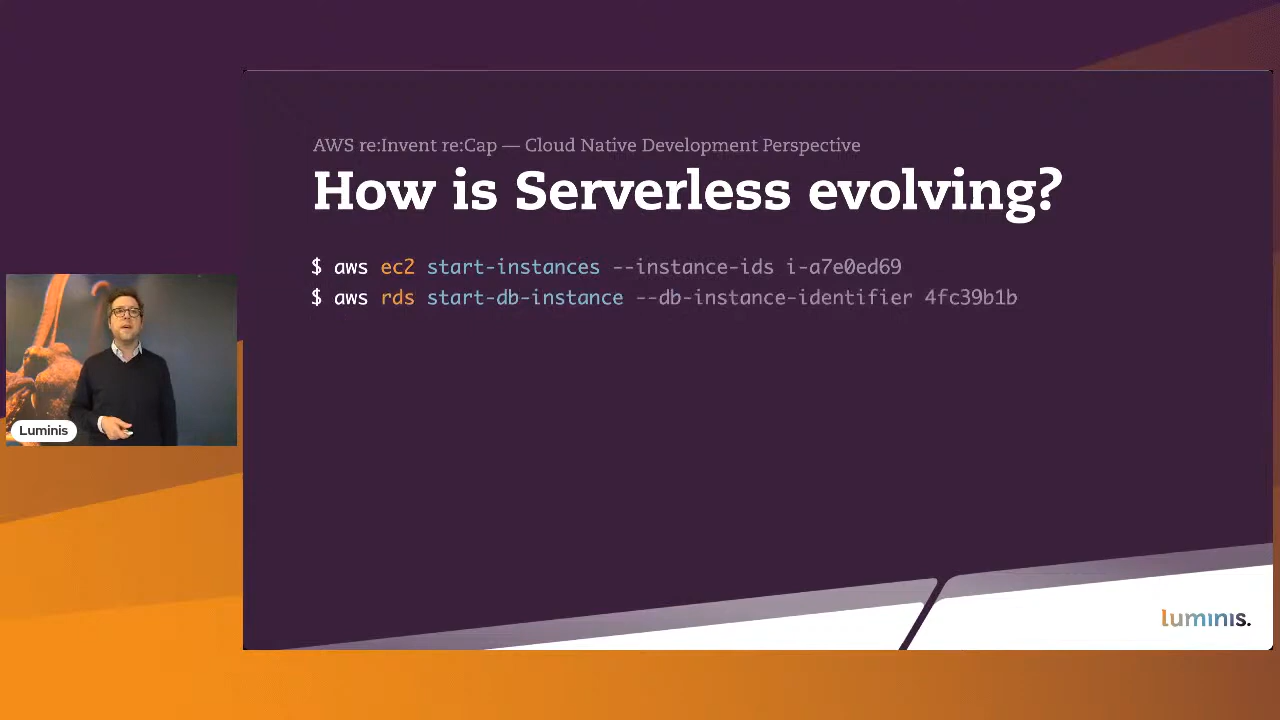 AWS re:Invent re:Cap — Cloud Native Development Perspective
How is Serverless evolving?
$ aws ec2 start-instances --instance-ids i-a7e0ed69
$ aws rds start-db-instance --db-instance-identifier 4fc39b1b
Luminis
luminis.